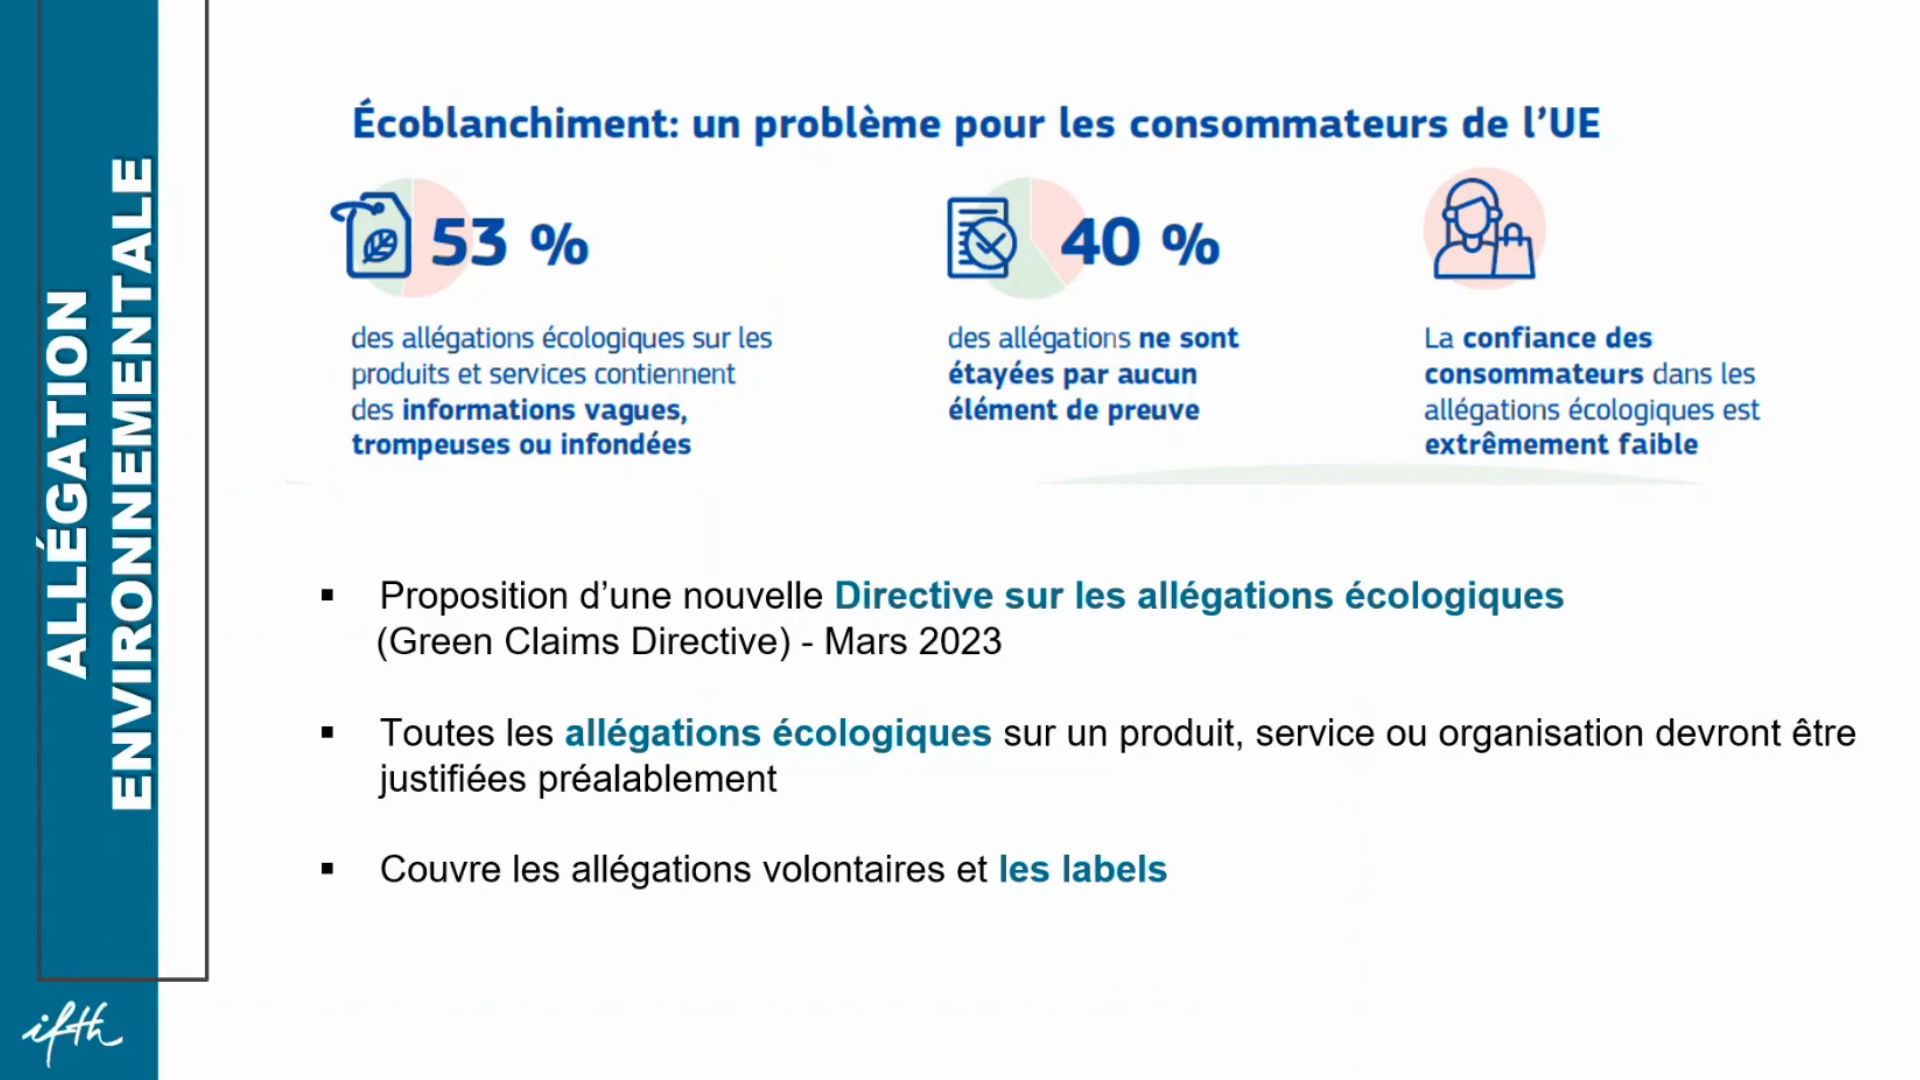 ALLÉGATION
ENVIRONNEMENTALE
Écoblanchiment: un problème pour les consommateurs de l’UE
53 %
des allégations écologiques sur les
produits et services contiennent
des informations vagues,
trompeuses ou infondées
40 %
des allégations ne sont
étayées par aucun
élément de preuve
La confiance des
consommateurs dans les
allégations écologiques est
extrêmement faible
▪ Proposition d’une nouvelle Directive sur les allégations écologiques
(Green Claims Directive) - Mars 2023
▪ Toutes les allégations écologiques sur un produit, service ou organisation devront être
justifiées préalablement
▪ Couvre les allégations volontaires et les labels
ifth